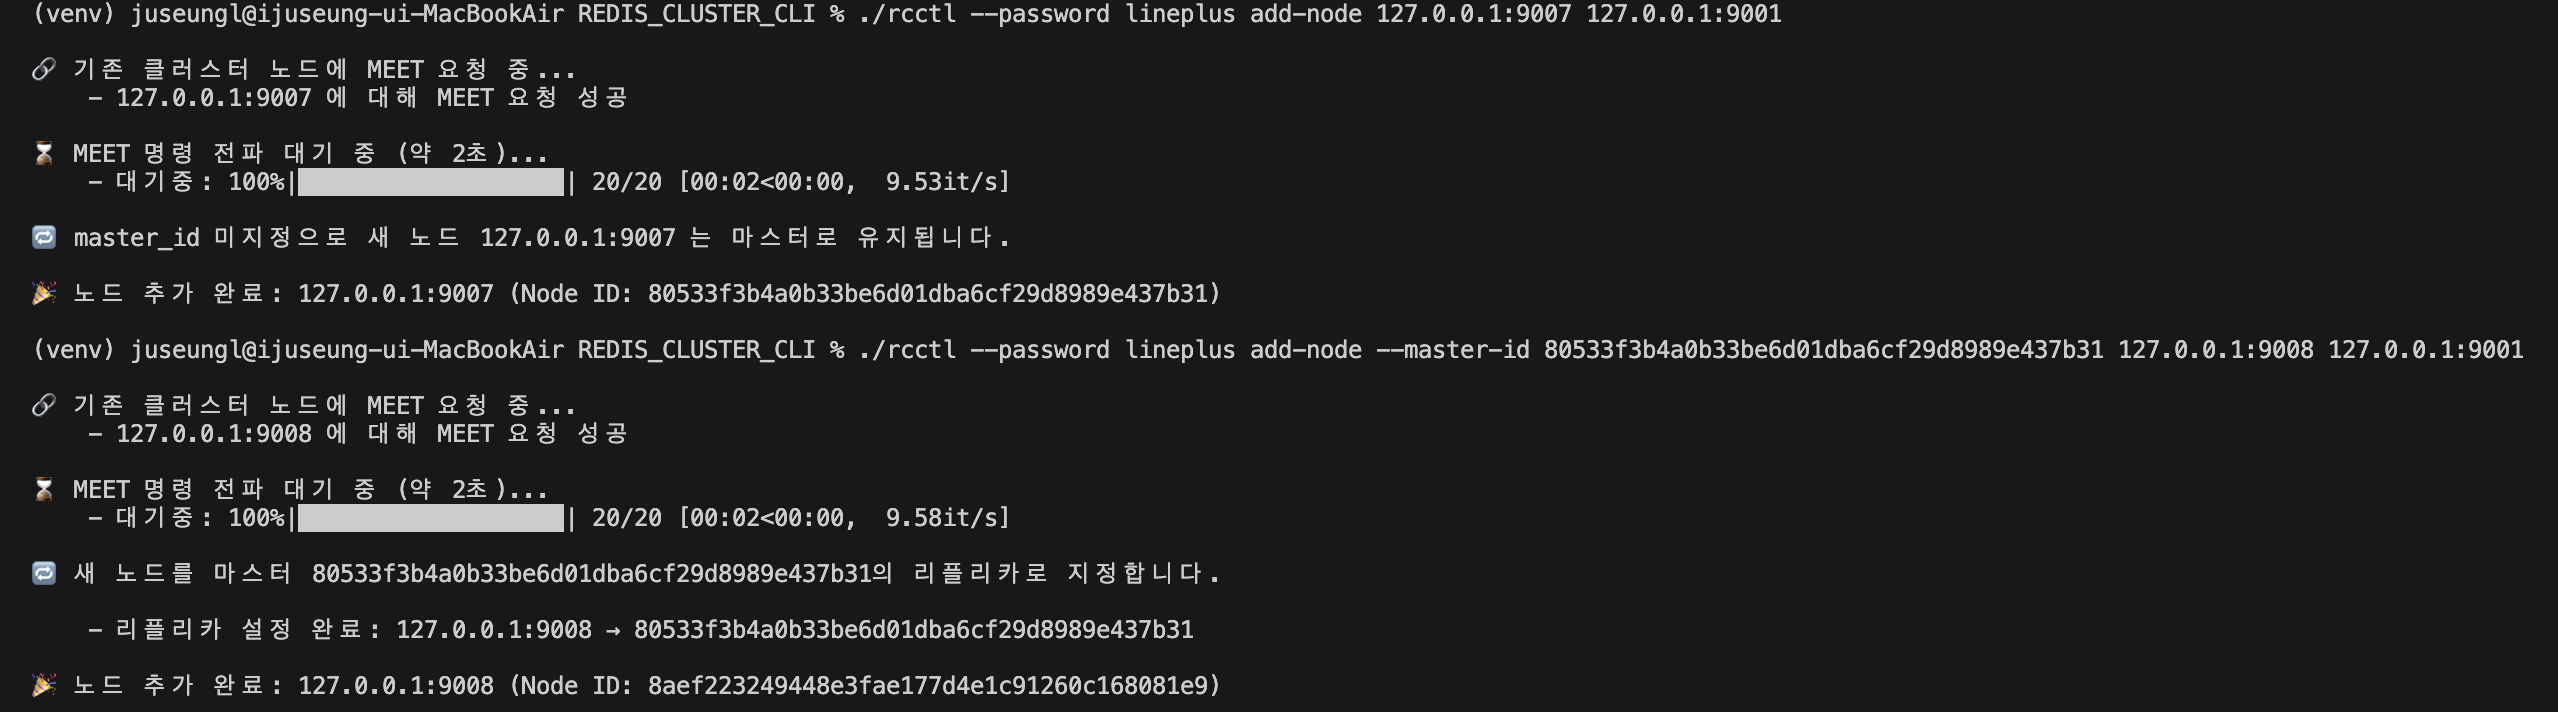 (venv) juseungl@ijuseung-ui-MacBookAir REDIS_CLUSTER_CLI % ./rcctl --password lineplus add-node 127.0.0.1:9007 127.0.0.1:9001
🔗 기존 클러스터 노드에 MEET 요청 중...
- 127.0.0.1:9007 에 대해 MEET 요청 성공
⏳ MEET 명령 전파 대기 중 (약 2초)...
- 대기중: 100%|████████████████████| 20/20 [00:02<00:00, 9.53it/s]
🔁 master_id 미지정으로 새 노드 127.0.0.1:9007 는 마스터로 유지됩니다.
🎉 노드 추가 완료: 127.0.0.1:9007 (Node ID: 80533f3b4a0b33be6d01dba6cf29d8989e437b31)
(venv) juseungl@ijuseung-ui-MacBookAir REDIS_CLUSTER_CLI % ./rcctl --password lineplus add-node --master-id 80533f3b4a0b33be6d01dba6cf29d8989e437b31 127.0.0.1:9008 127.0.0.1:9001
🔗 기존 클러스터 노드에 MEET 요청 중...
- 127.0.0.1:9008 에 대해 MEET 요청 성공
⏳ MEET 명령 전파 대기 중 (약 2초)...
- 대기중: 100%|████████████████████| 20/20 [00:02<00:00, 9.58it/s]
🔁 새 노드를 마스터 80533f3b4a0b33be6d01dba6cf29d8989e437b31의 리플리카로 지정합니다.
- 리플리카 설정 완료: 127.0.0.1:9008 → 80533f3b4a0b33be6d01dba6cf29d8989e437b31
🎉 노드 추가 완료: 127.0.0.1:9008 (Node ID: 8aef223249448e3fae177d4e1c91260c168081e9)